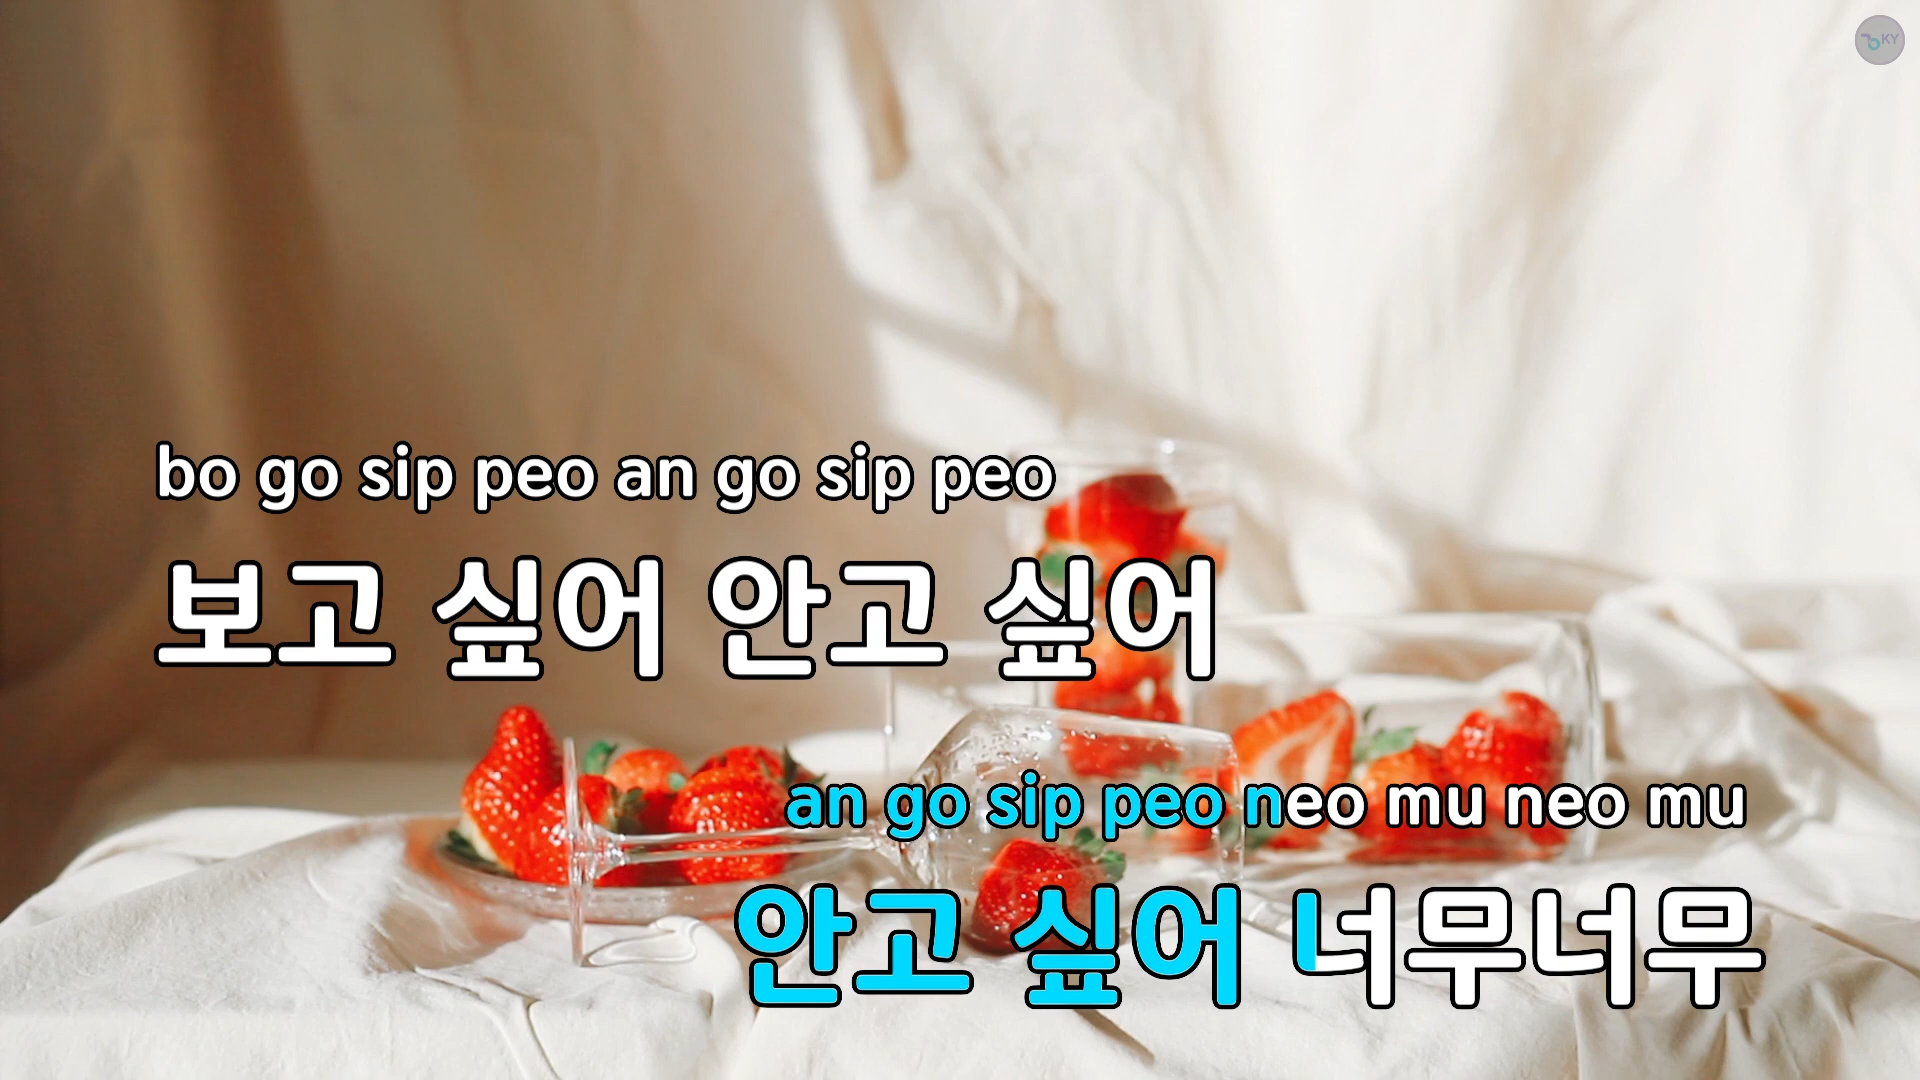 KY
bo go sip peo an go sip peo
보고 싶어 안고 싶어
an go sip peo neo mu neo mu
안고 싶어 너무너무